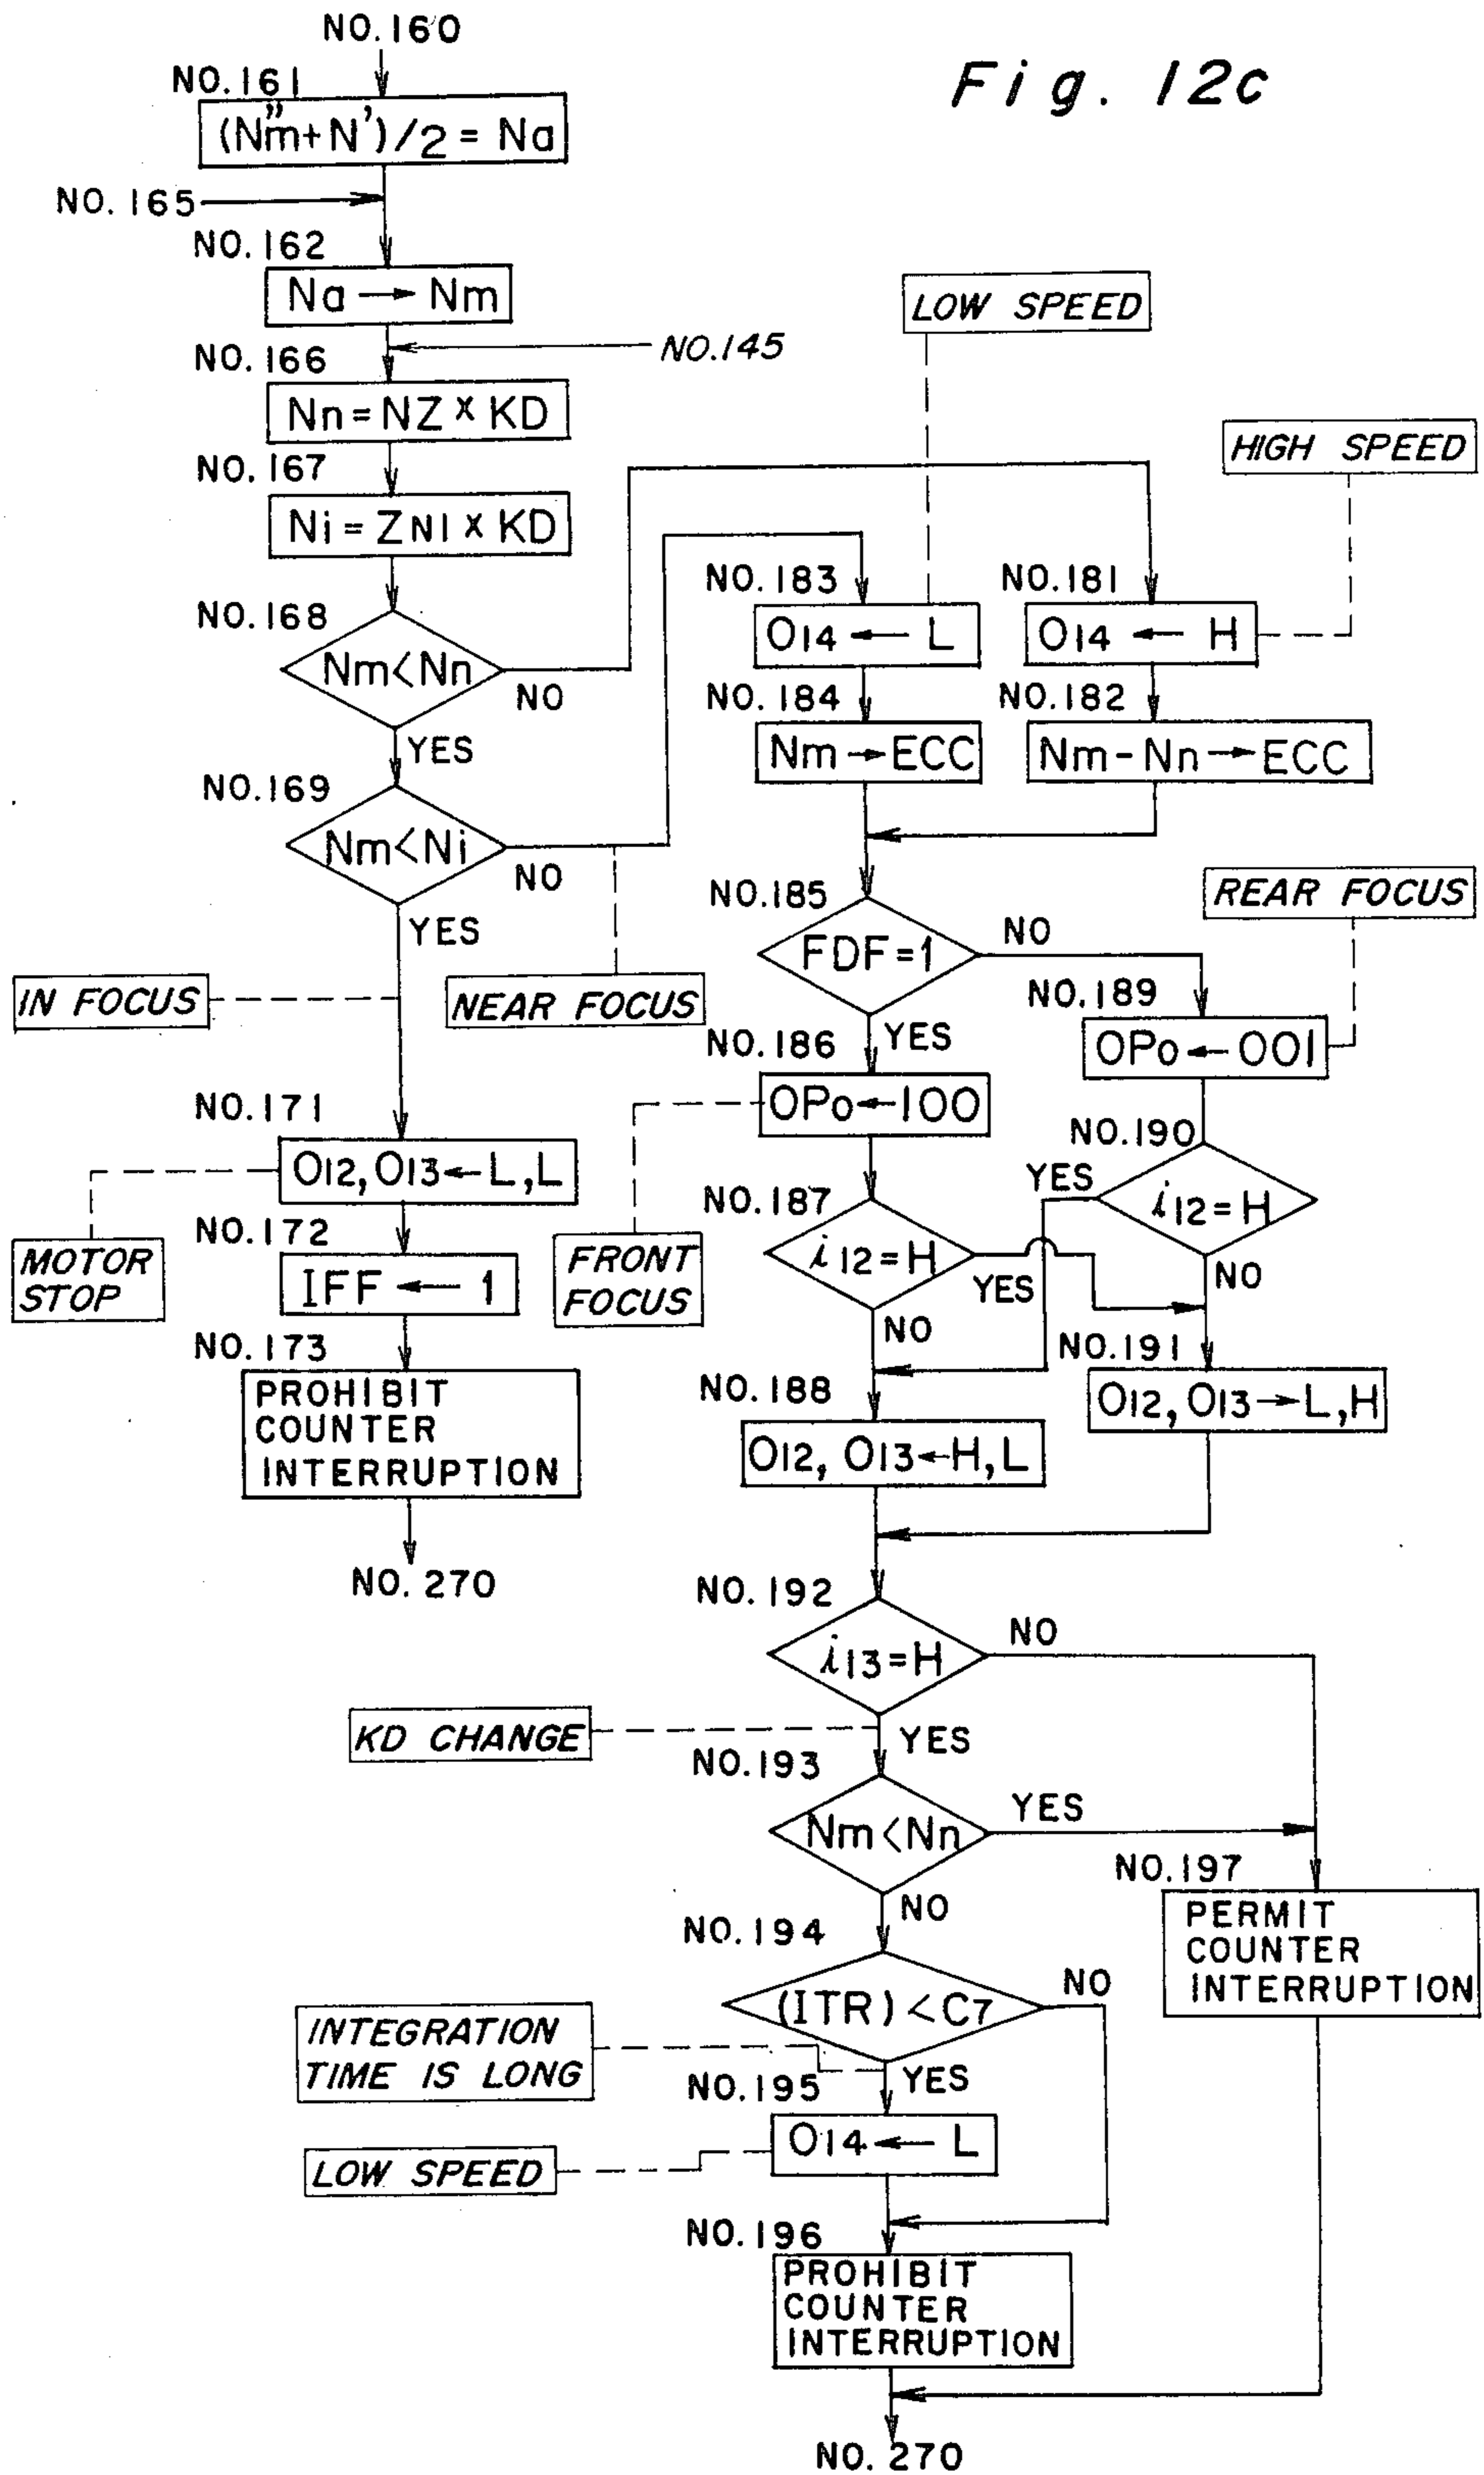 Fig. 12c
NO.160
NO.161
(Nm"+N')/2 = Na
NO.165
NO.162
Na → Nm
NO.145
NO.166
Nn = NZ × KD
NO.167
Ni = ZNI × KD
NO.168
Nm<Nn
NO
YES
NO.169
Nm<Ni
NO
YES
IN FOCUS
NEAR FOCUS
NO.171
O12, O13 ← L,L
MOTOR
STOP
NO.172
IFF ← 1
NO.173
PROHIBIT
COUNTER
INTERRUPTION
NO. 270
LOW SPEED
HIGH SPEED
NO.183
O14 ← L
NO.181
O14 ← H
NO.184
Nm → ECC
NO.182
Nm - Nn → ECC
NO.185
FDF=1
NO
YES
REAR FOCUS
NO.189
OPo ← 001
NO.186
OPo ← 100
FRONT
FOCUS
NO.190
i12=H
YES
NO
NO.187
i12=H
YES
NO
NO.191
O12, O13 → L,H
NO.188
O12, O13 ← H,L
NO.192
i13=H
NO
YES
KD CHANGE
NO.193
Nm<Nn
YES
NO
NO.197
PERMIT
COUNTER
INTERRUPTION
NO.194
(ITR) < C7
NO
YES
INTEGRATION
TIME IS LONG
NO.195
O14 ← L
LOW SPEED
NO.196
PROHIBIT
COUNTER
INTERRUPTION
NO. 270